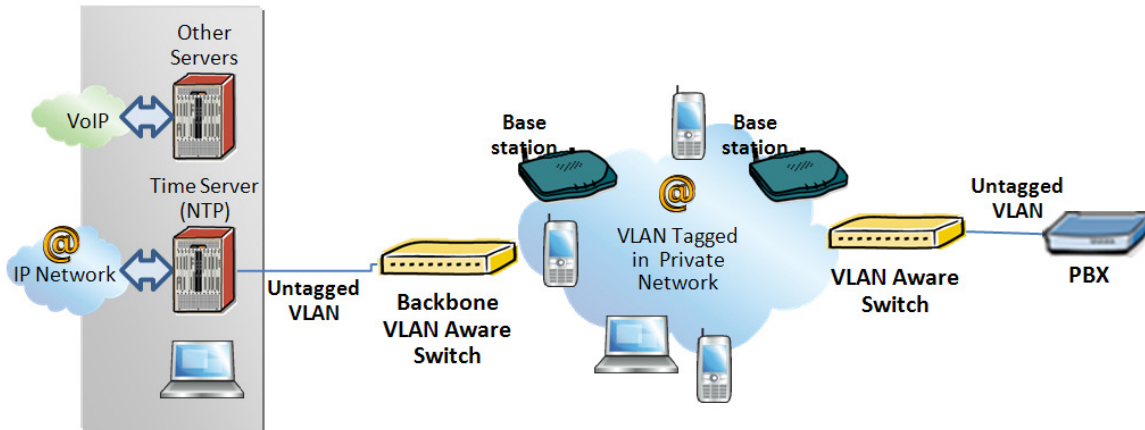 Other
Servers
VoIP
Time Server
(NTP)
@
IP Network
Untagged
VLAN
Backbone
VLAN Aware
Switch
Base
station
Base
station
@
VLAN Tagged
in Private
Network
VLAN Aware
Switch
Untagged
VLAN
PBX